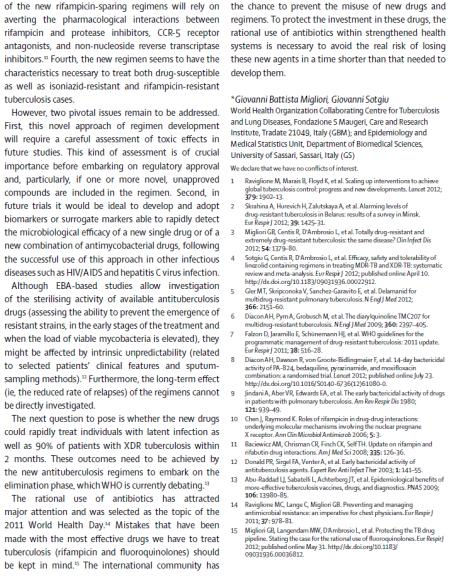 of the new rifampicin-sparing regimens will rely on
averting the pharmacological interactions between
rifampicin and protease inhibitors, CCR-5 receptor
antagonists, and non-nucleoside reverse transcriptase
inhibitors.¹² Fourth, the new regimen seems to have the
characteristics necessary to treat both drug-susceptible
as well as isoniazid-resistant and rifampicin-resistant
tuberculosis cases.
However, two pivotal issues remain to be addressed.
First, this novel approach of regimen development
will require a careful assessment of toxic effects in
future studies. This kind of assessment is of crucial
importance before embarking on regulatory approval
and, particularly, if one or more, novel, unapproved
compounds are included in the regimen. Second, in
future trials it would be ideal to develop and adopt
biomarkers or surrogate markers able to rapidly detect
the microbiological efficacy of a new single drug or of a
new combination of antimycobacterial drugs, following
the successful use of this approach in other infectious
diseases such as HIV/AIDS and hepatitis C virus infection.
Although EBA-based studies allow investigation
of the sterilising activity of available antituberculosis
drugs (assessing the ability to prevent the emergence of
resistant strains, in the early stages of the treatment and
when the load of viable mycobacteria is elevated), they
might be affected by intrinsic unpredictability (related
to selected patients' clinical features and sputum-
sampling methods).¹² Furthermore, the long-term effect
(ie, the reduced rate of relapses) of the regimens cannot
be directly investigated.
The next question to pose is whether the new drugs
could rapidly treat individuals with latent infection as
well as 90% of patients with XDR tuberculosis within
2 months. These outcomes need to be achieved by
the new antituberculosis regimens to embark on the
elimination phase, which WHO is currently debating.¹³
The rational use of antibiotics has attracted
major attention and was selected as the topic of the
2011 World Health Day.¹⁴ Mistakes that have been
made with the most effective drugs we have to treat
tuberculosis (rifampicin and fluoroquinolones) should
be kept in mind.¹⁵ The international community has
the chance to prevent the misuse of new drugs and
regimens. To protect the investment in these drugs, the
rational use of antibiotics within strengthened health
systems is necessary to avoid the real risk of losing
these new agents in a time shorter than that needed to
develop them.
*Giovanni Battista Migliori, Giovanni Sotgiu
World Health Organization Collaborating Centre for Tuberculosis
and Lung Diseases, Fondazione S Maugeri, Care and Research
Institute, Tradate 21049, Italy (GBM); and Epidemiology and
Medical Statistics Unit, Department of Biomedical Sciences,
University of Sassari, Sassari, Italy (GS)
We declare that we have no conflicts of interest.
1 Raviglione M, Marais B, Floyd K, et al. Scaling up interventions to achieve
global tuberculosis control: progress and new developments. Lancet 2012;
379: 1902-13.
2 Skrahina A, Hurevich H, Zalutskaya A, et al. Alarming levels of
drug-resistant tuberculosis in Belarus: results of a survey in Minsk.
Eur Respir J 2012; 39: 1425-31.
3 Migliori GB, Centis R, D'Ambrosio L, et al. Totally drug-resistant and
extremely drug-resistant tuberculosis: the same disease? Clin Infect Dis
2012; 54: 1379-80.
4 Sotgiu G, Centis R, D'Ambrosio L, et al. Efficacy, safety and tolerability of
linezolid containing regimens in treating MDR-TB and XDR-TB: systematic
review and meta-analysis. Eur Respir J 2012; published online April 10.
http://dx.doi.org/10.1183/09031936.00022912.
5 Gler MT, Skripconoka V, Sanchez-Garavito E, et al. Delamanid for
multidrug-resistant pulmonary tuberculosis. N Engl J Med 2012;
366: 2151-60.
6 Diacon AH, Pym A, Grobusch M, et al. The diarylquinoline TMC207 for
multidrug-resistant tuberculosis. N Engl J Med 2009; 360: 2397-405.
7 Falzon D, Jaramillo E, Schünemann HJ, et al. WHO guidelines for the
programmatic management of drug-resistant tuberculosis: 2011 update.
Eur Respir J 2011; 38: 516-28.
8 Diacon AH, Dawson R, von Groote-Bidlingmaier F, et al. 14-day bactericidal
activity of PA-824, bedaquiline, pyrazinamide, and moxifloxacin
combinations: a randomised trial. Lancet 2012; published online July 23.
http://dx.doi.org/10.1016/S0140-6736(12)61080-0.
9 Jindani A, Aber VR, Edwards EA, et al. The early bactericidal activity of drugs
in patients with pulmonary tuberculosis. Am Rev Respir Dis 1980;
121: 939-49.
10 Chen J, Raymond K. Roles of rifampicin in drug-drug interactions:
underlying molecular mechanisms involving the nuclear pregnane
X receptor. Ann Clin Microbiol Antimicrob 2006; 5: 3.
11 Baciewicz AM, Chrisman CR, Finch CK, Self TH. Update on rifampin and
rifabutin drug interactions. Am J Med Sci 2008; 335: 126-36.
12 Donald PR, Sirgel FA, Venter A, et al. Early bactericidal activity of
antituberculosis agents. Expert Rev Anti Infect Ther 2003; 1: 141-55.
13 Abu-Raddad LJ, Sabatelli L, Achterberg JT, et al. Epidemiological benefits of
more-effective tuberculosis vaccines, drugs, and diagnostics. PNAS 2009;
106: 13980-85.
14 Raviglione MC, Lange C, Migliori GB. Preventing and managing
antimicrobial resistance: an imperative for chest physicians. Eur Respir J
2011; 37: 978-81.
15 Migliori GB, Langendam MW, D'Ambrosio L, et al. Protecting the TB drug
pipeline. Stating the case for the rational use of fluoroquinolones. Eur Respir J
2012; published online May 31. http://dx.doi.org/10.1183/
09031936.00036812.